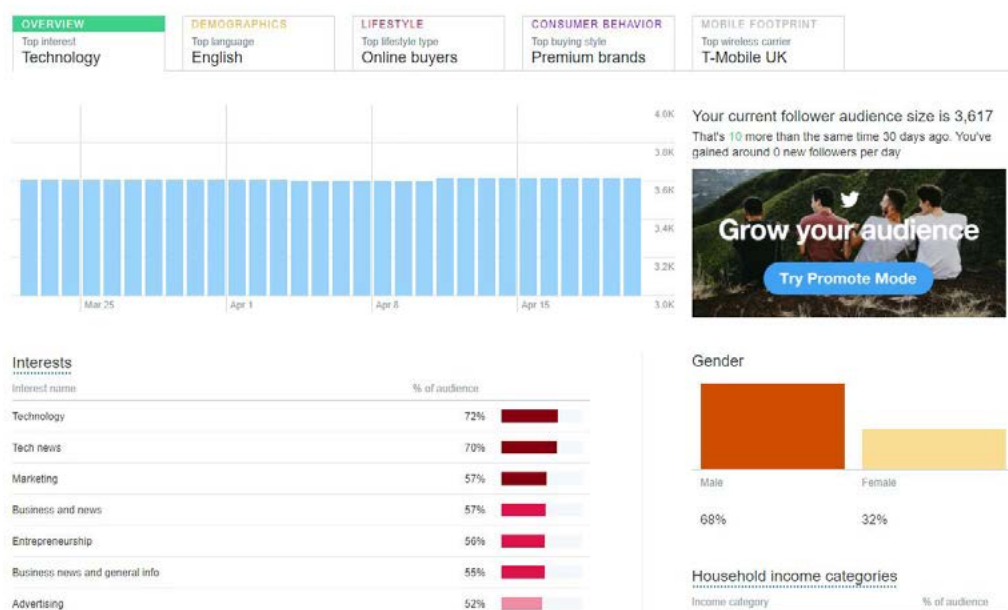 OVERVIEW
Top interest
Technology
DEMOGRAPHICS
Top language
English
LIFESTYLE
Top lifestyle type
Online buyers
CONSUMER BEHAVIOR
Top buying style
Premium brands
MOBILE FOOTPRINT
Top wireless carrier
T-Mobile UK
4.0K
3.8K
3.6K
3.4K
3.2K
3.0K
Mar 25
Apr 1
Apr 8
Apr 15
Your current follower audience size is 3,617
That's 10 more than the same time 30 days ago. You've
gained around 0 new followers per day
Grow your audience
Try Promote Mode
Interests
Interest name % of audience
Technology 72%
Tech news 70%
Marketing 57%
Business and news 57%
Entrepreneurship 56%
Business news and general info 55%
Advertising 52%
Gender
Male Female
68% 32%
Household income categories
Income category % of audience